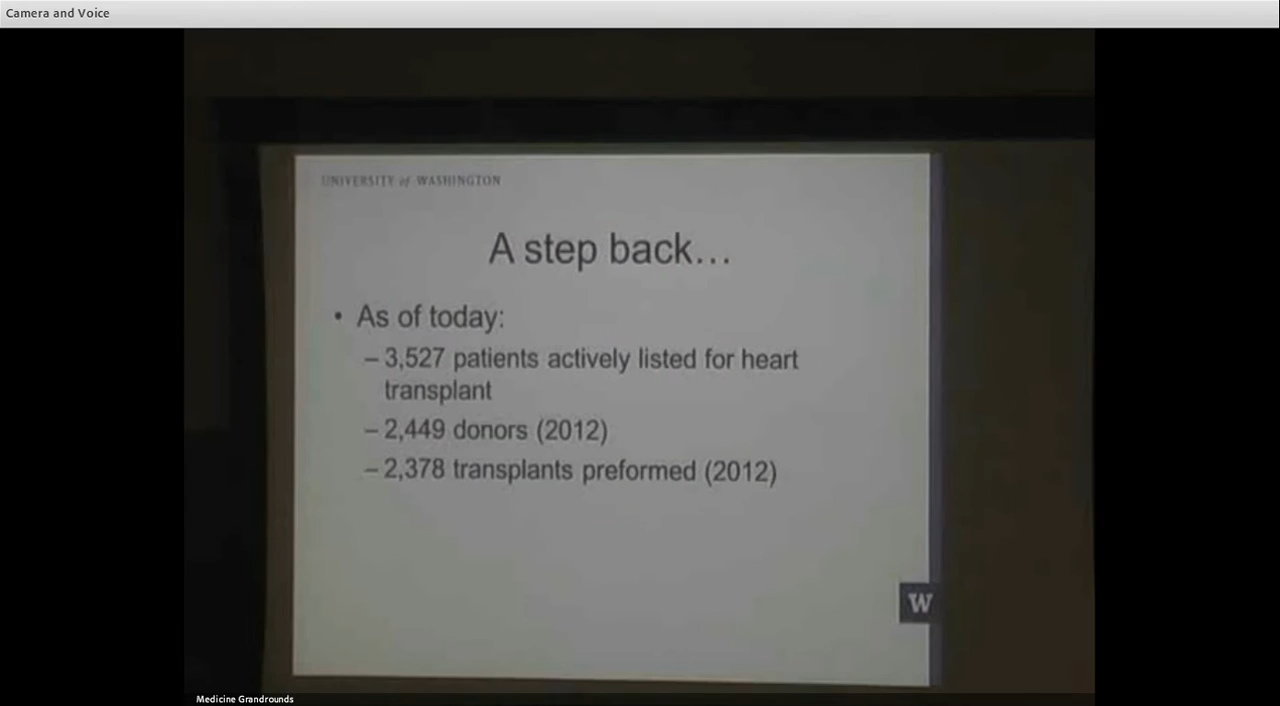 Camera and Voice
UNIVERSITY of WASHINGTON
A step back...
• As of today:
– 3,527 patients actively listed for heart
transplant
– 2,449 donors (2012)
– 2,378 transplants preformed (2012)
W
Medicine Grandrounds